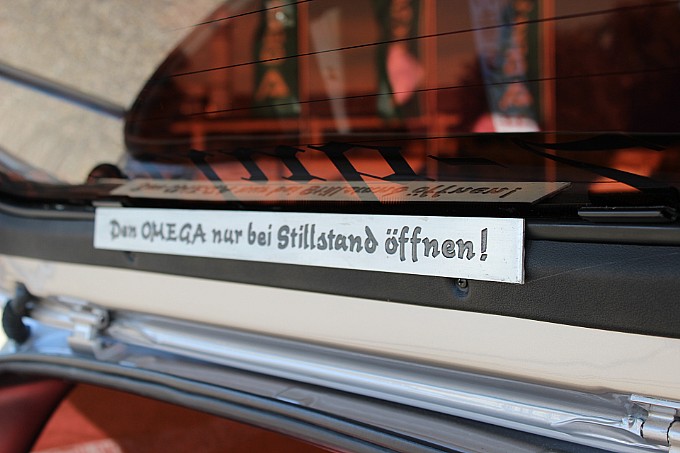 Den OMEGA nur bei Stillstand öffnen!